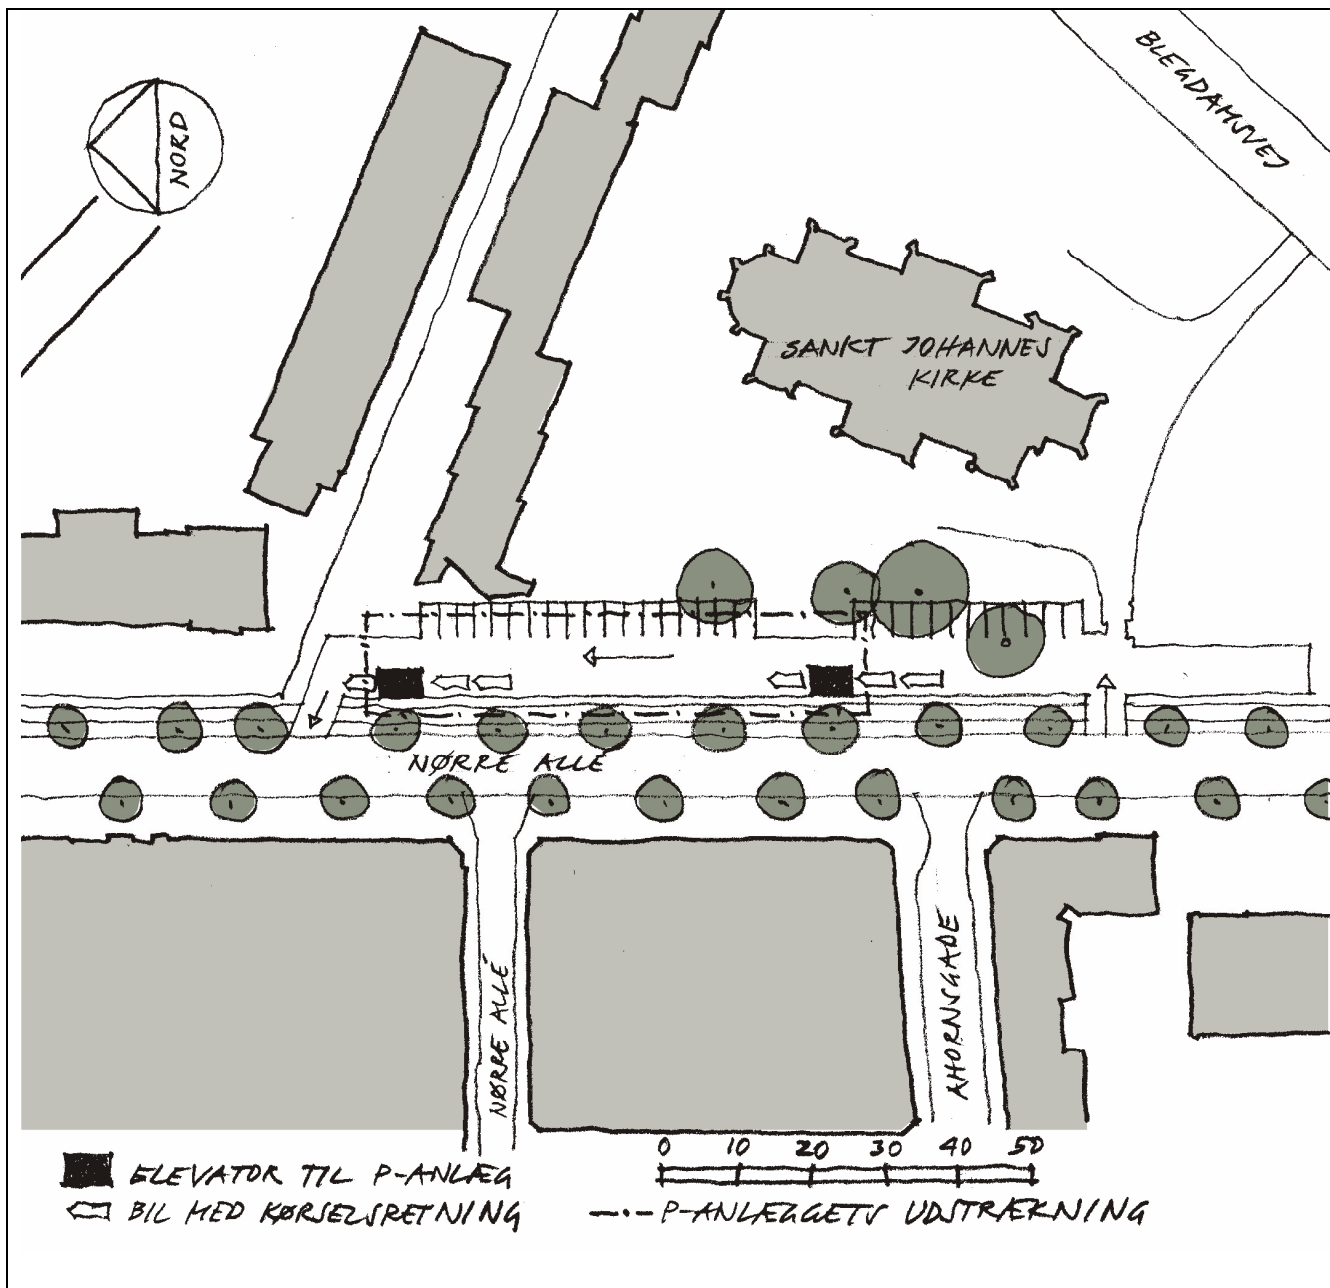 BLEGDAMSVEJ
NORD
SANKT JOHANNES
KIRKE
NØRRE ALLÉ
NØRRE ALLÉ
AHORNSGADE
0 10 20 30 40 50
ELEVATOR TIL P-ANLÆG
BIL MED KØRSELSRETNING
P-ANLÆGGETS UDSTRÆKNING